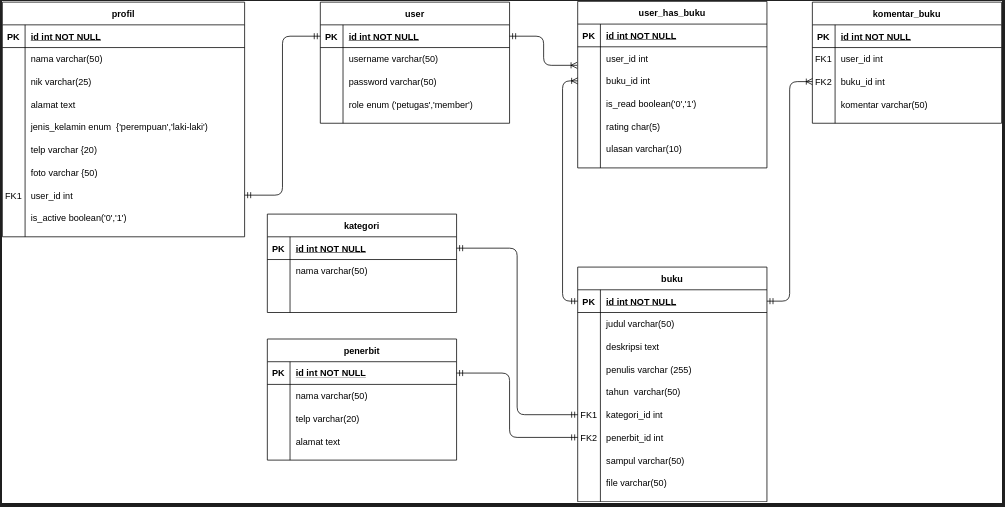 profil
PK id int NOT NULL
nama varchar(50)
nik varchar(25)
alamat text
jenis_kelamin enum  {'perempuan','laki-laki')
telp varchar {20)
foto varchar {50)
FK1 user_id int
is_active boolean('0','1')
user
PK id int NOT NULL
username varchar(50)
password varchar(50)
role enum ('petugas','member')
user_has_buku
PK id int NOT NULL
user_id int
buku_id int
is_read boolean('0','1')
rating char(5)
ulasan varchar(10)
komentar_buku
PK id int NOT NULL
FK1 user_id int
FK2 buku_id int
komentar varchar(50)
kategori
PK id int NOT NULL
nama varchar(50)
penerbit
PK id int NOT NULL
nama varchar(50)
telp varchar(20)
alamat text
buku
PK id int NOT NULL
judul varchar(50)
deskripsi text
penulis varchar (255)
tahun  varchar(50)
FK1 kategori_id int
FK2 penerbit_id int
sampul varchar(50)
file varchar(50)